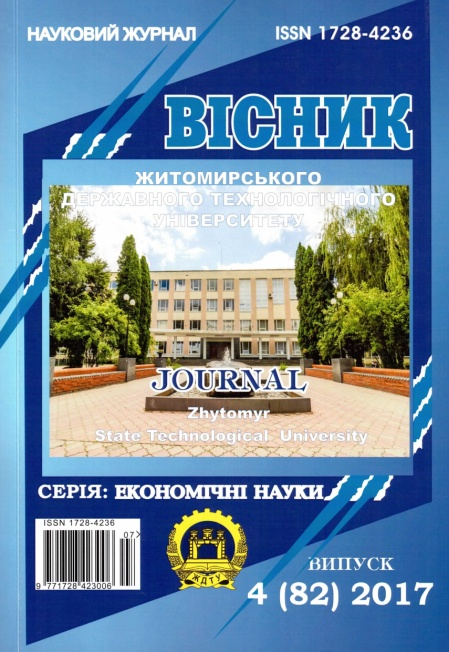 НАУКОВИЙ ЖУРНАЛ
ISSN 1728-4236
ВІСНИК
ЖИТОМИРСЬКОГО
ДЕРЖАВНОГО ТЕХНОЛОГІЧНОГО
УНІВЕРСИТЕТУ
JOURNAL
Zhytomyr
State Technological University
СЕРІЯ: ЕКОНОМІЧНІ НАУКИ
ISSN 1728-4236
07
9 771728 423006
ЖДТУ
ВИПУСК
4 (82) 2017